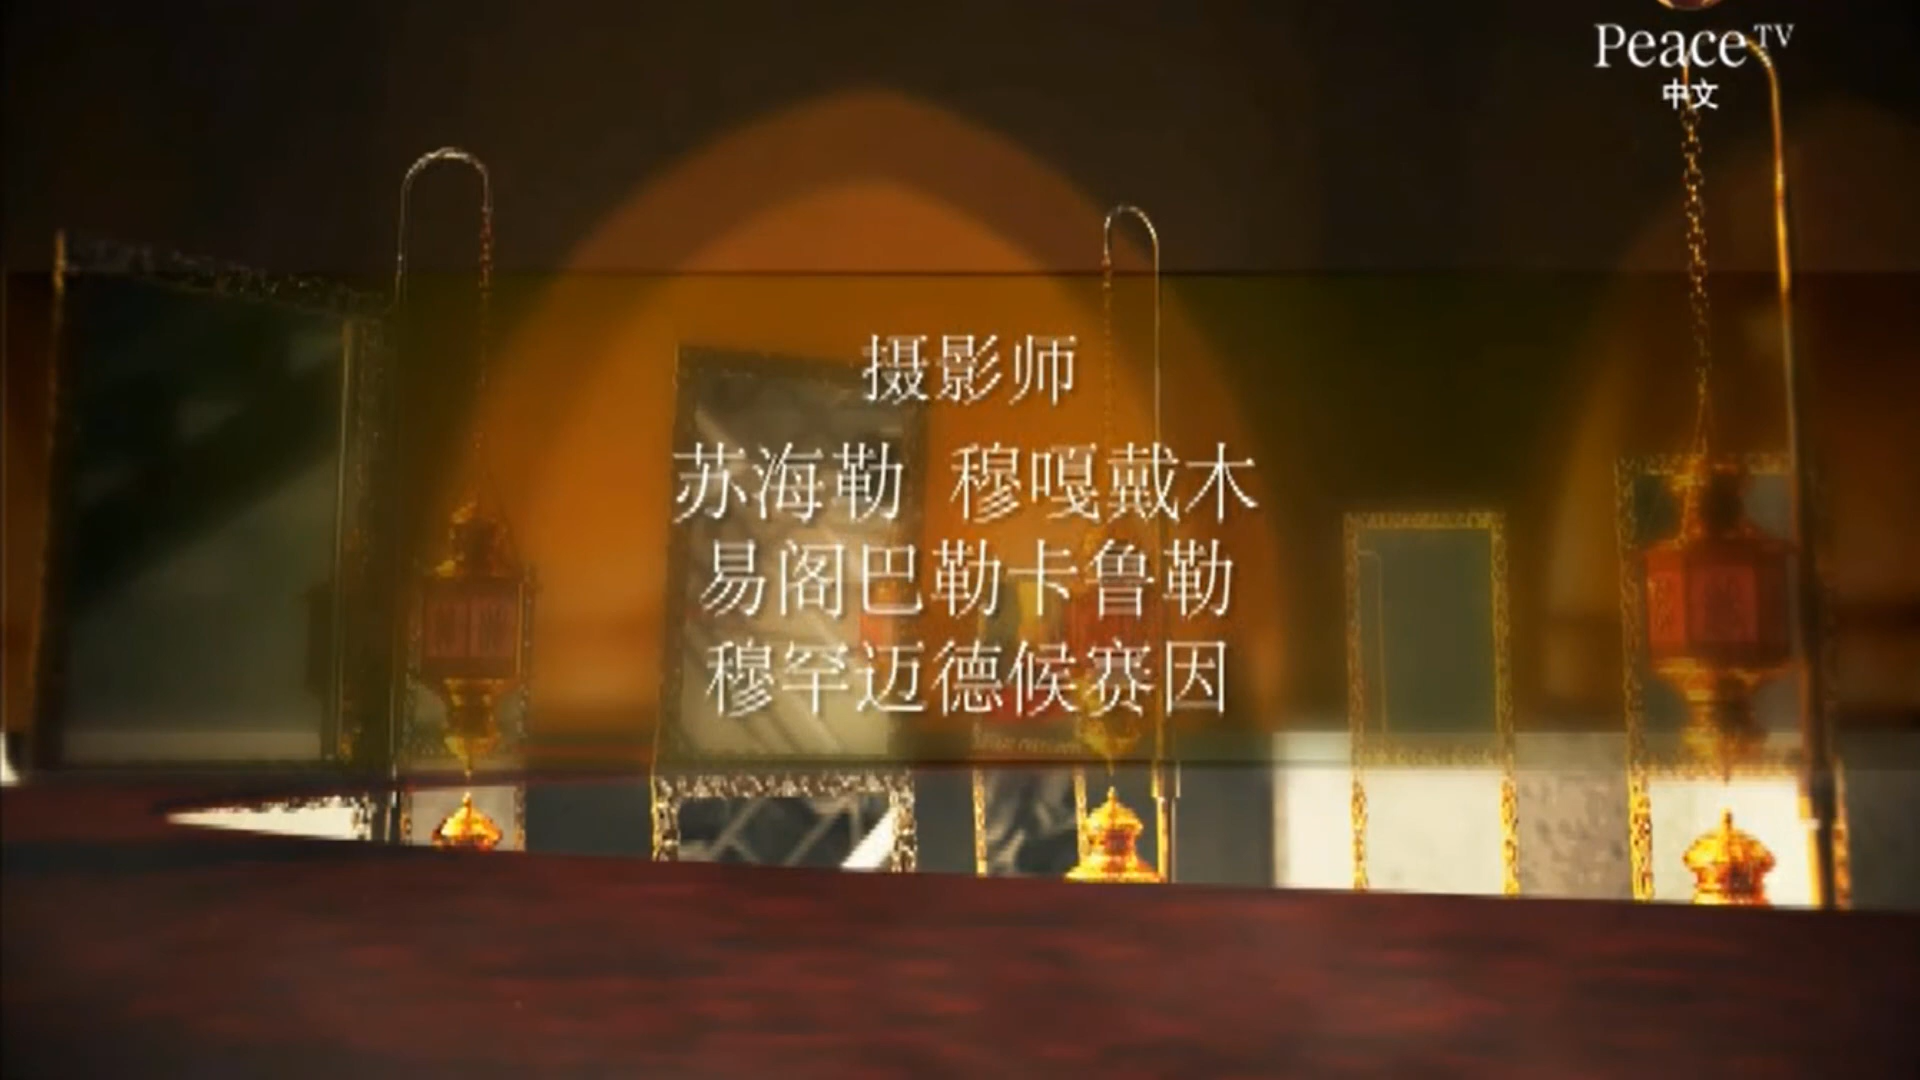 Peace TV
中文
摄影师
苏海勒 穆嘎戴木
易阁巴勒卡鲁勒
穆罕迈德候赛因